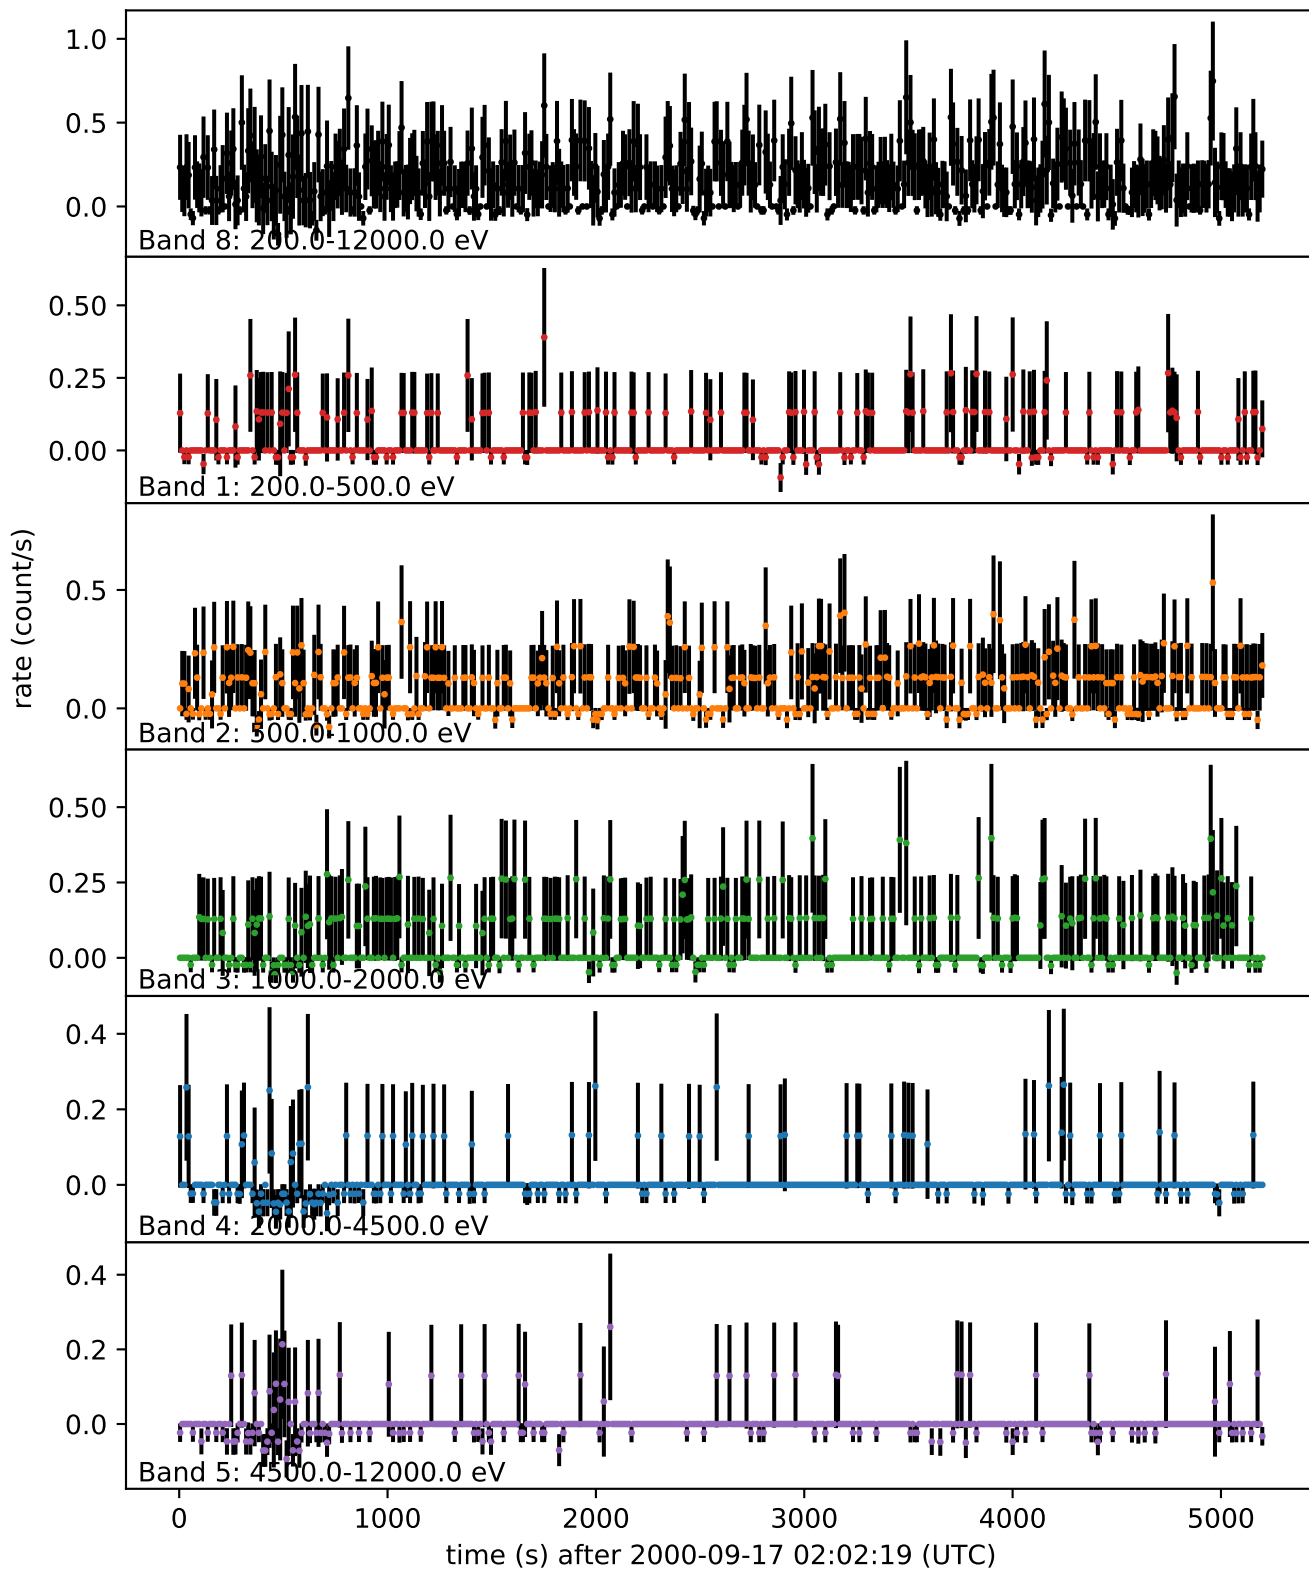 1.0
0.5
0.0
Band 8: 200.0-12000.0 eV
0.50
0.25
0.00
Band 1: 200.0-500.0 eV
0.5
0.0
Band 2: 500.0-1000.0 eV
rate (count/s)
0.50
0.25
0.00
Band 3: 1000.0-2000.0 eV
0.4
0.2
0.0
Band 4: 2000.0-4500.0 eV
0.4
0.2
0.0
Band 5: 4500.0-12000.0 eV
0 1000 2000 3000 4000 5000
time (s) after 2000-09-17 02:02:19 (UTC)